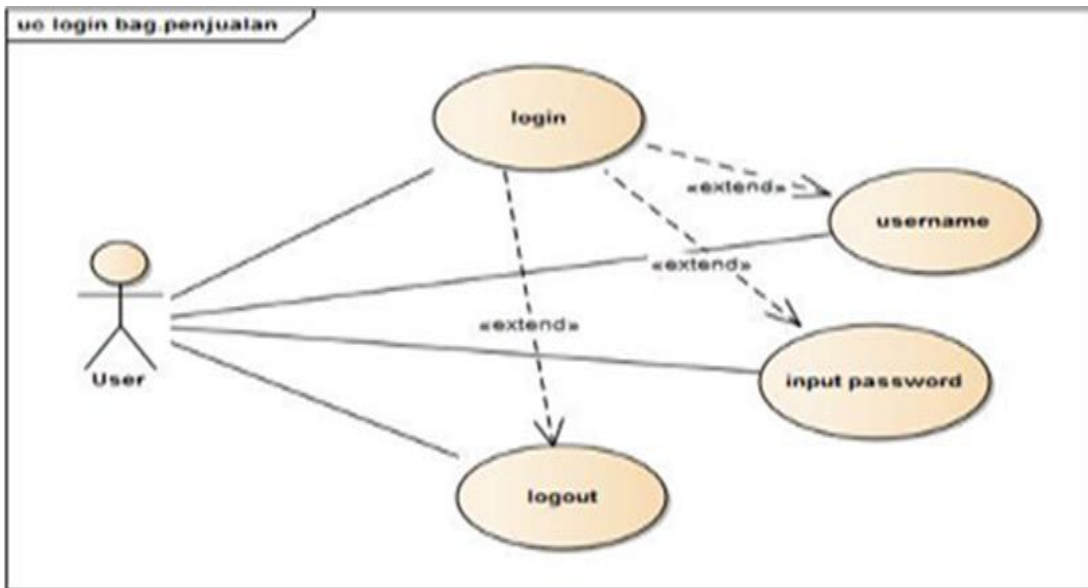 uc login bag.penjualan
login
«extend»
username
«extend»
«extend»
input password
User
logout